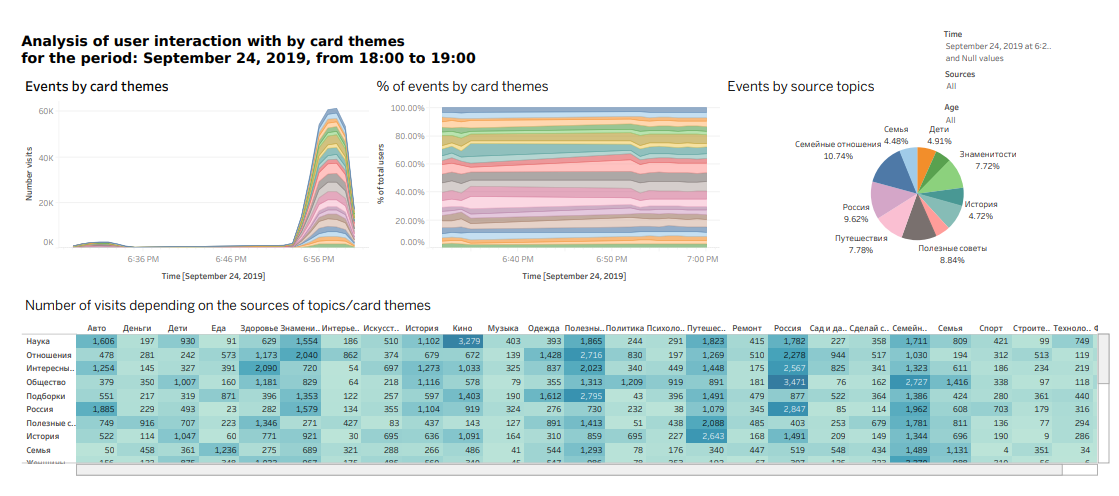 Analysis of user interaction with by card themes
for the period: September 24, 2019, from 18:00 to 19:00
Time
September 24, 2019 at 6:2..
and Null values
Sources
All
Age
All
Events by card themes
60K
40K
20K
0K
Number visits
6:36 PM 6:46 PM 6:56 PM
Time [September 24, 2019]
% of events by card themes
100.00%
80.00%
60.00%
40.00%
20.00%
0.00%
% of total users
6:40 PM 6:50 PM 7:00 PM
Time [September 24, 2019]
Events by source topics
Семья
4.48%
Дети
4.91%
Семейные отношения
10.74%
Знаменитости
7.72%
Россия
9.62%
История
4.72%
Путешествия
7.78%
Полезные советы
8.84%
Number of visits depending on the sources of topics/card themes
Авто Деньги Дети Еда Здоровье Знамени.. Интерье.. Искусст.. История Кино Музыка Одежда Полезны.. Политика Психоло.. Путешес.. Ремонт Россия Сад и да.. Сделай с.. Семейн.. Семья Спорт Строите.. Техноло.. Ф
Наука 1,606 197 930 91 629 1,554 186 510 1,102 3,279 403 393 1,865 244 291 1,823 415 1,782 227 358 1,711 809 421 99 749
Отношения 478 281 242 573 1,173 2,040 862 374 679 672 139 1,428 2,716 830 197 1,269 510 2,278 944 517 1,030 194 312 513 119
Интересны.. 1,254 145 327 391 2,090 720 54 697 1,273 1,033 325 837 2,023 340 449 1,448 175 2,567 825 341 1,323 611 186 234 219
Общество 379 350 1,007 160 1,181 829 64 218 1,116 578 79 355 1,313 1,209 919 891 181 3,471 76 162 2,727 1,416 338 97 118
Подборки 551 217 319 871 396 1,353 122 257 597 1,403 190 1,612 2,795 43 396 1,491 479 877 522 364 1,386 424 280 361 440
Россия 1,885 229 493 23 282 1,579 134 355 1,104 919 324 276 730 232 38 1,079 345 2,847 85 114 1,962 608 703 179 316
Полезные с.. 749 916 707 223 1,346 271 427 83 437 143 127 891 1,413 51 438 2,088 485 403 253 679 1,781 811 136 77 294
История 522 114 1,047 60 771 921 30 695 636 1,091 164 310 859 695 227 2,643 168 1,491 209 149 1,344 696 190 9 286
Семья 50 458 361 1,236 275 689 321 288 266 486 41 544 1,293 78 176 340 447 519 548 434 1,489 1,131 4 351 34